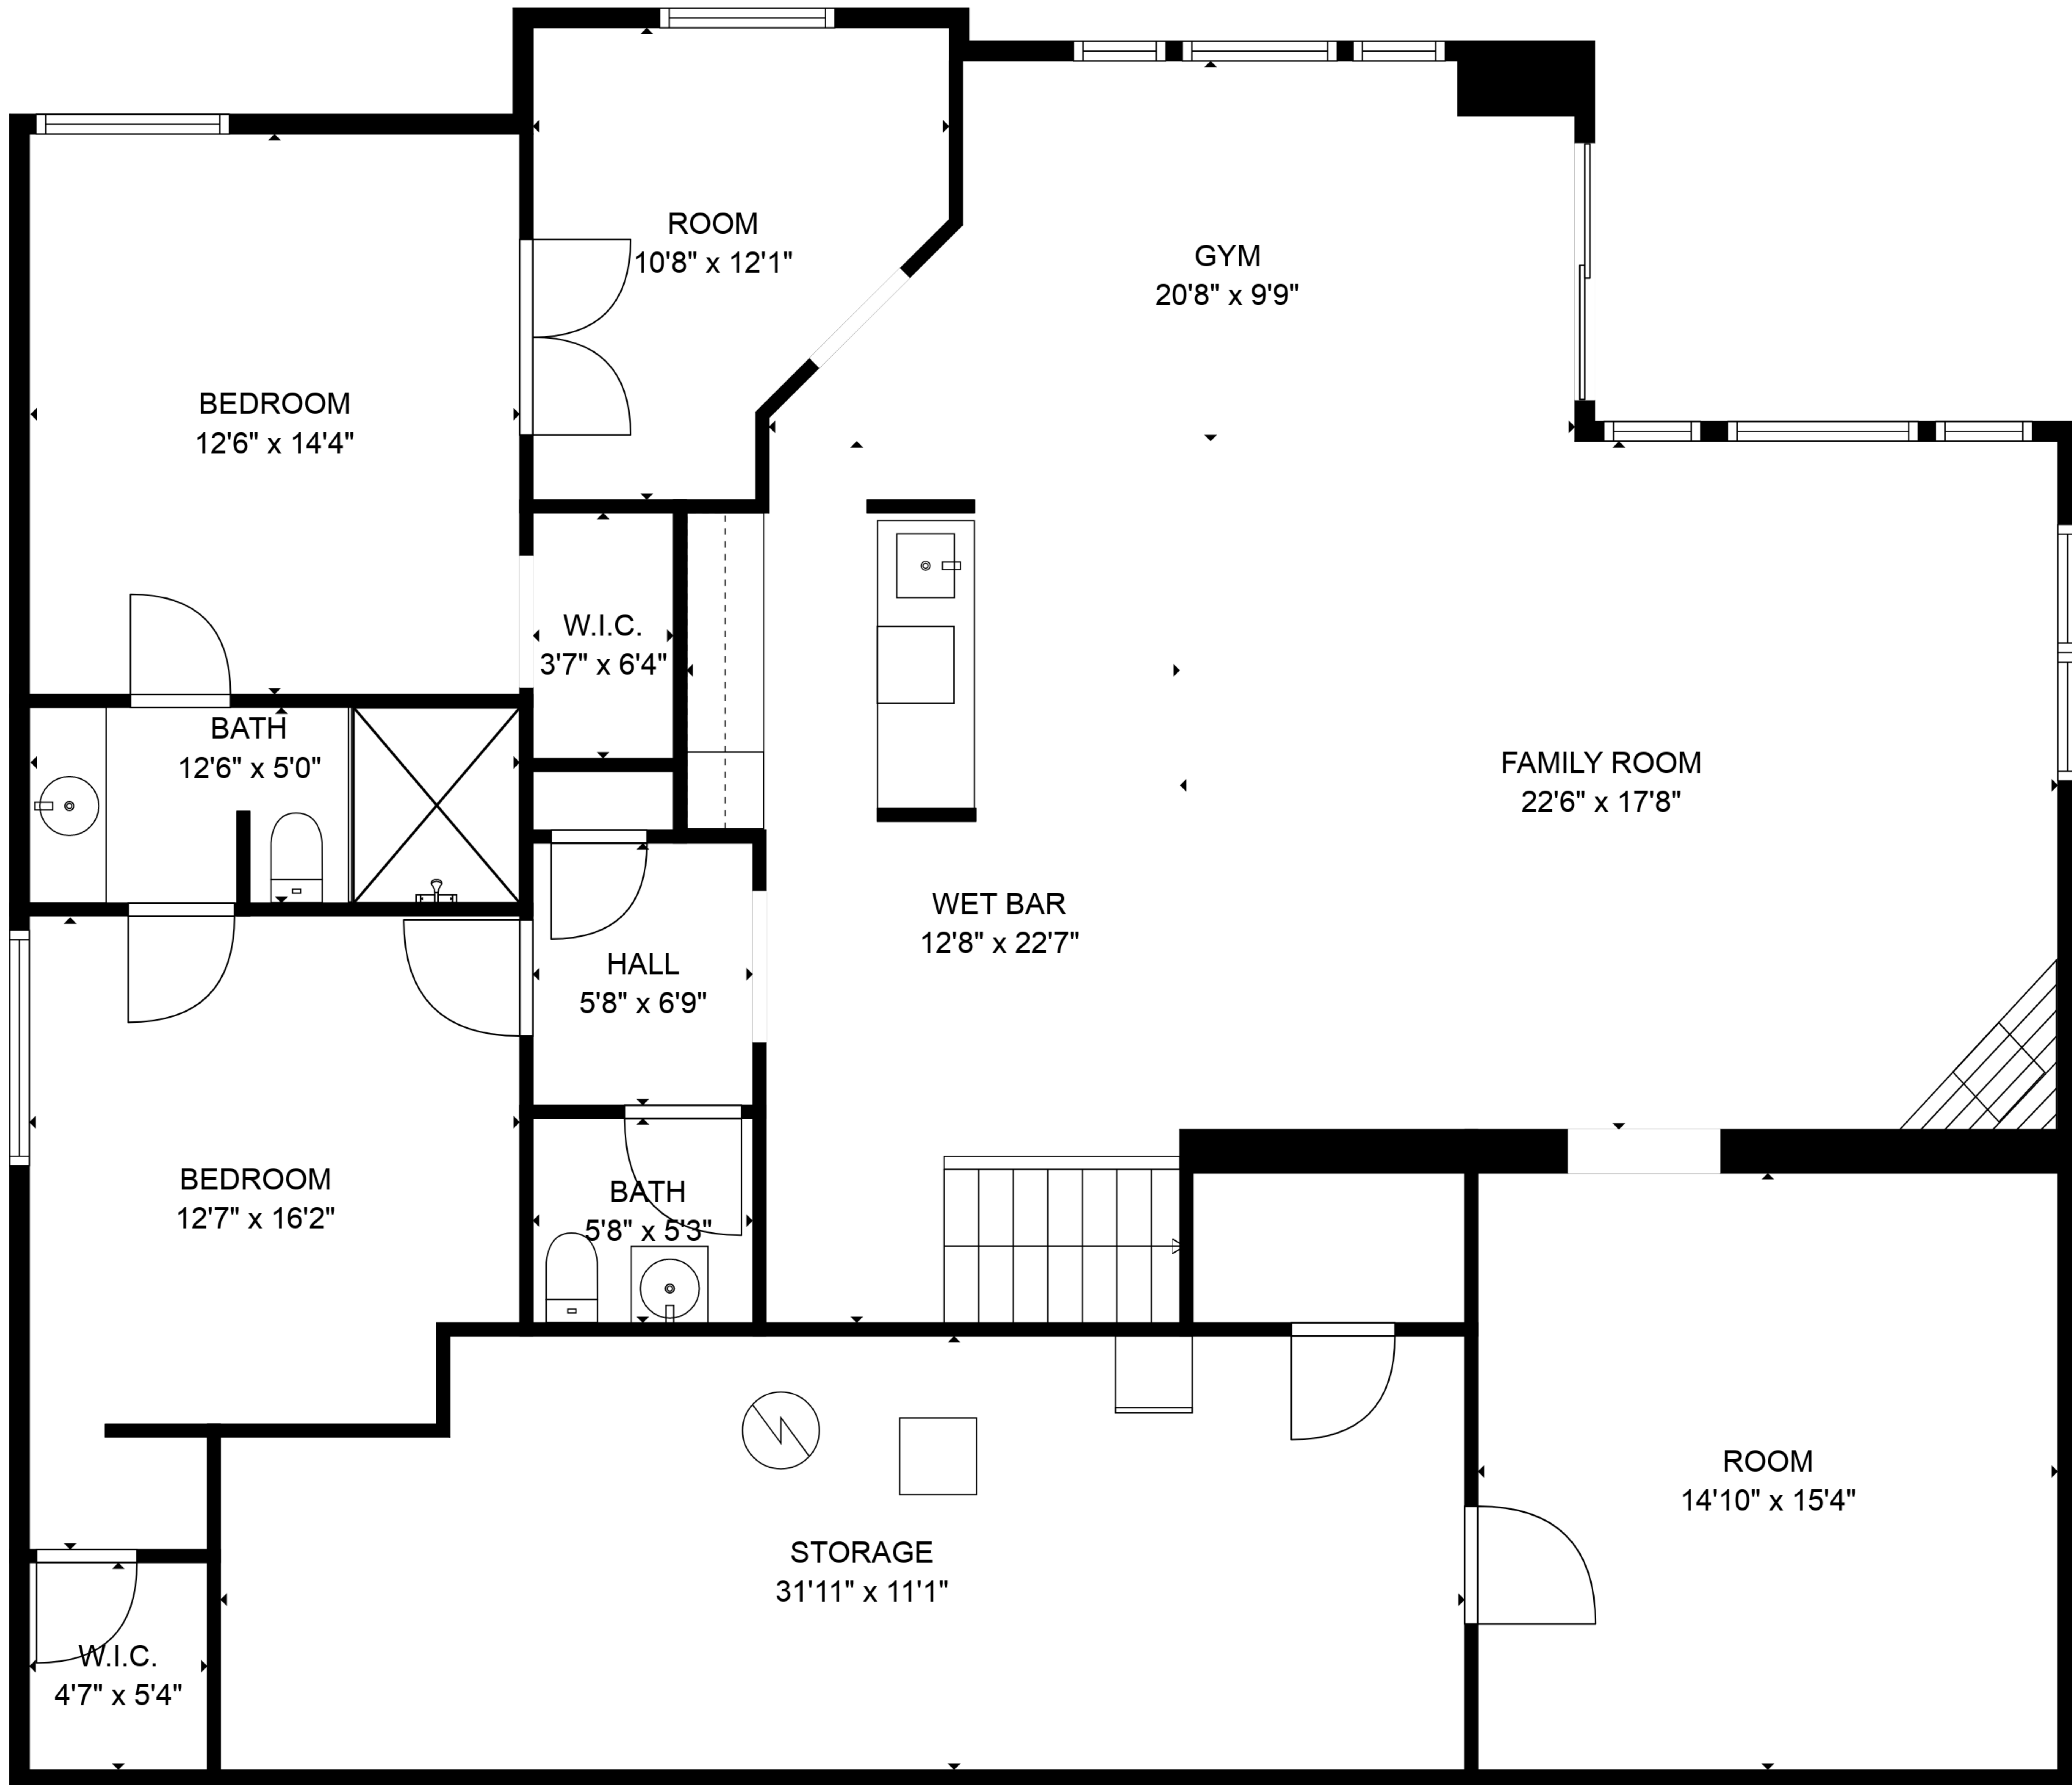 ROOM
10'8" x 12'1"
GYM
20'8" x 9'9"
BEDROOM
12'6" x 14'4"
W.I.C.
3'7" x 6'4"
BATH
12'6" x 5'0"
FAMILY ROOM
22'6" x 17'8"
WET BAR
12'8" x 22'7"
HALL
5'8" x 6'9"
BEDROOM
12'7" x 16'2"
BATH
5'8" x 5'3"
ROOM
14'10" x 15'4"
STORAGE
31'11" x 11'1"
W.I.C.
4'7" x 5'4"